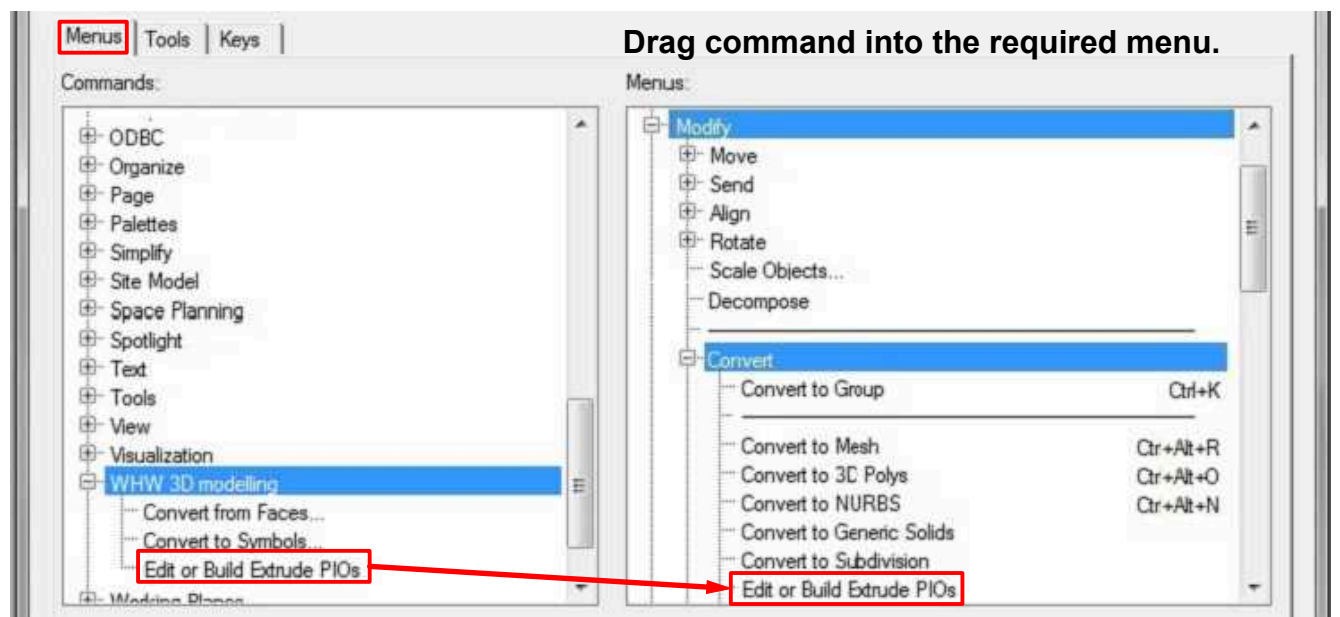 Menus Tools Keys
Drag command into the required menu.
Commands:
Menus:
ODBC
Organize
Page
Palettes
Simplify
Site Model
Space Planning
Spotlight
Text
Tools
View
Visualization
WHW 3D modelling
Convert from Faces...
Convert to Symbols...
Edit or Build Extrude PIOs
Working Planes
Modify
Move
Send
Align
Rotate
Scale Objects...
Decompose
Convert
Convert to Group Ctrl+K
Convert to Mesh Ctr+Alt+R
Convert to 3D Polys Ctr+Alt+O
Convert to NURBS Ctr+Alt+N
Convert to Generic Solids
Convert to Subdivision
Edit or Build Extrude PIOs